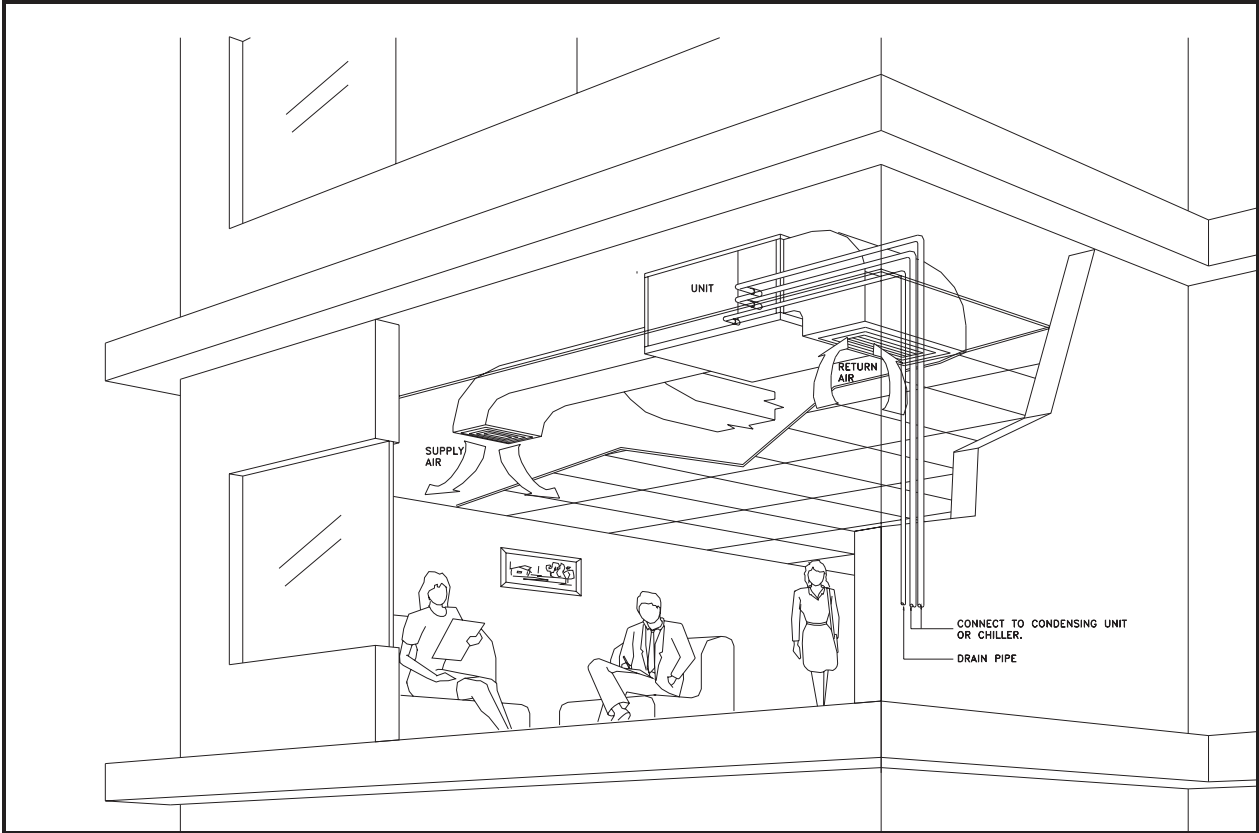 UNIT
RETURN
AIR
SUPPLY
AIR
CONNECT TO CONDENSING UNIT
OR CHILLER.
DRAIN PIPE